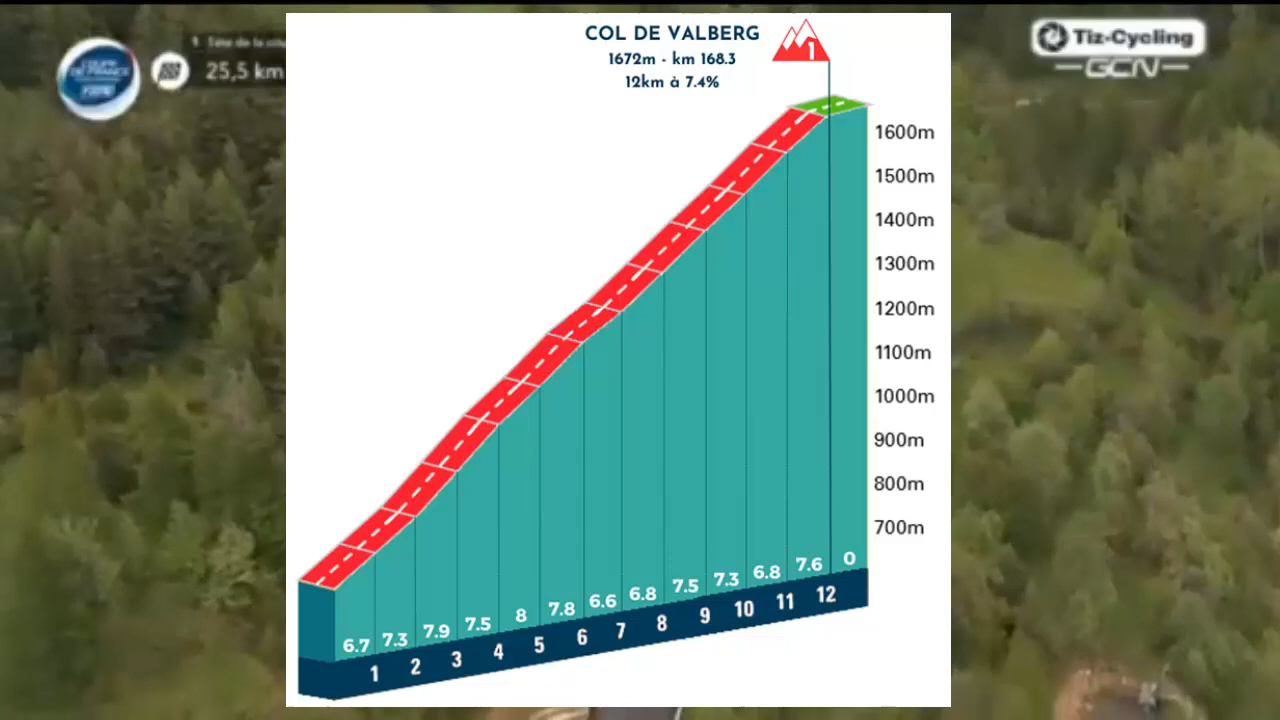 COL DE VALBERG
1672m - km 168.3
12km à 7.4%
1
25,5 km
Tiz-Cycling
GCN
COUPE
DE FRANCE
1600m
1500m
1400m
1300m
1200m
1100m
1000m
900m
800m
700m
6.7 7.3 7.9 7.5 8 7.8 6.6 6.8 7.5 7.3 6.8 7.6 0
1 2 3 4 5 6 7 8 9 10 11 12